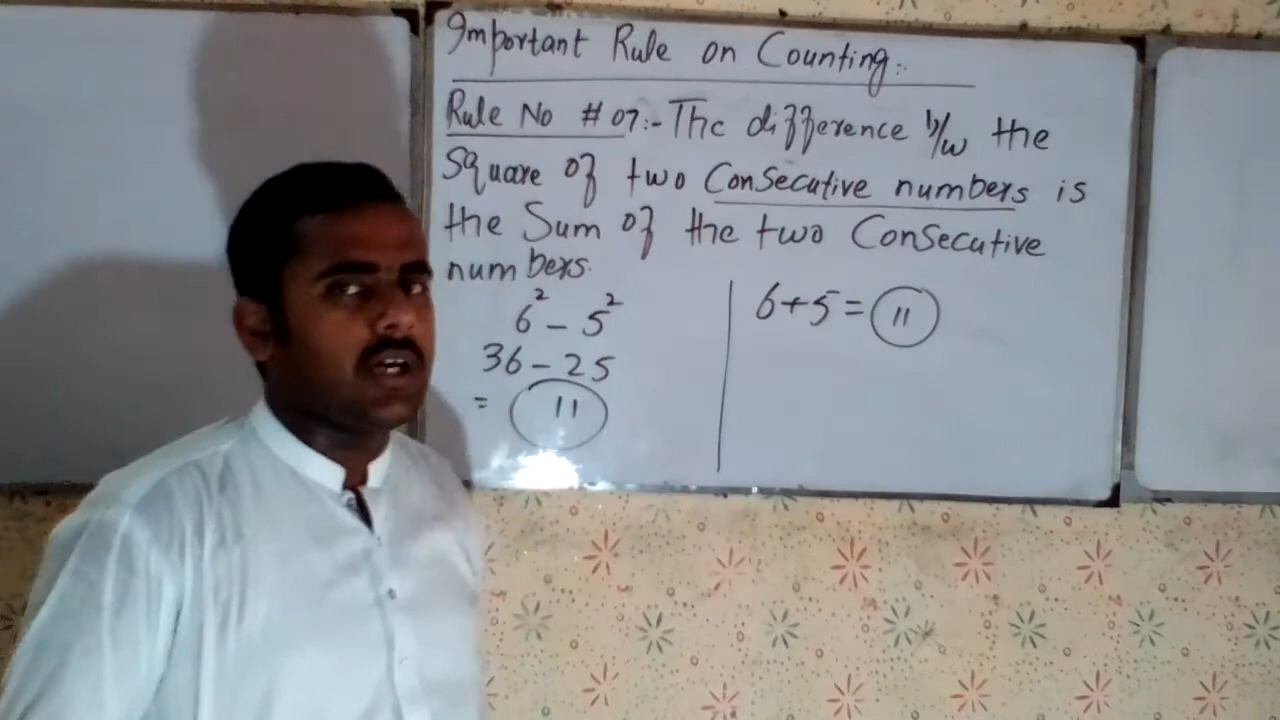 Important Rule on Counting:
Rule No # 07:- The difference b/w the
Square of two Consecutive numbers is
the Sum of the two Consecutive
numbers.
6² - 5²
36 - 25
= 11
6+5 = 11